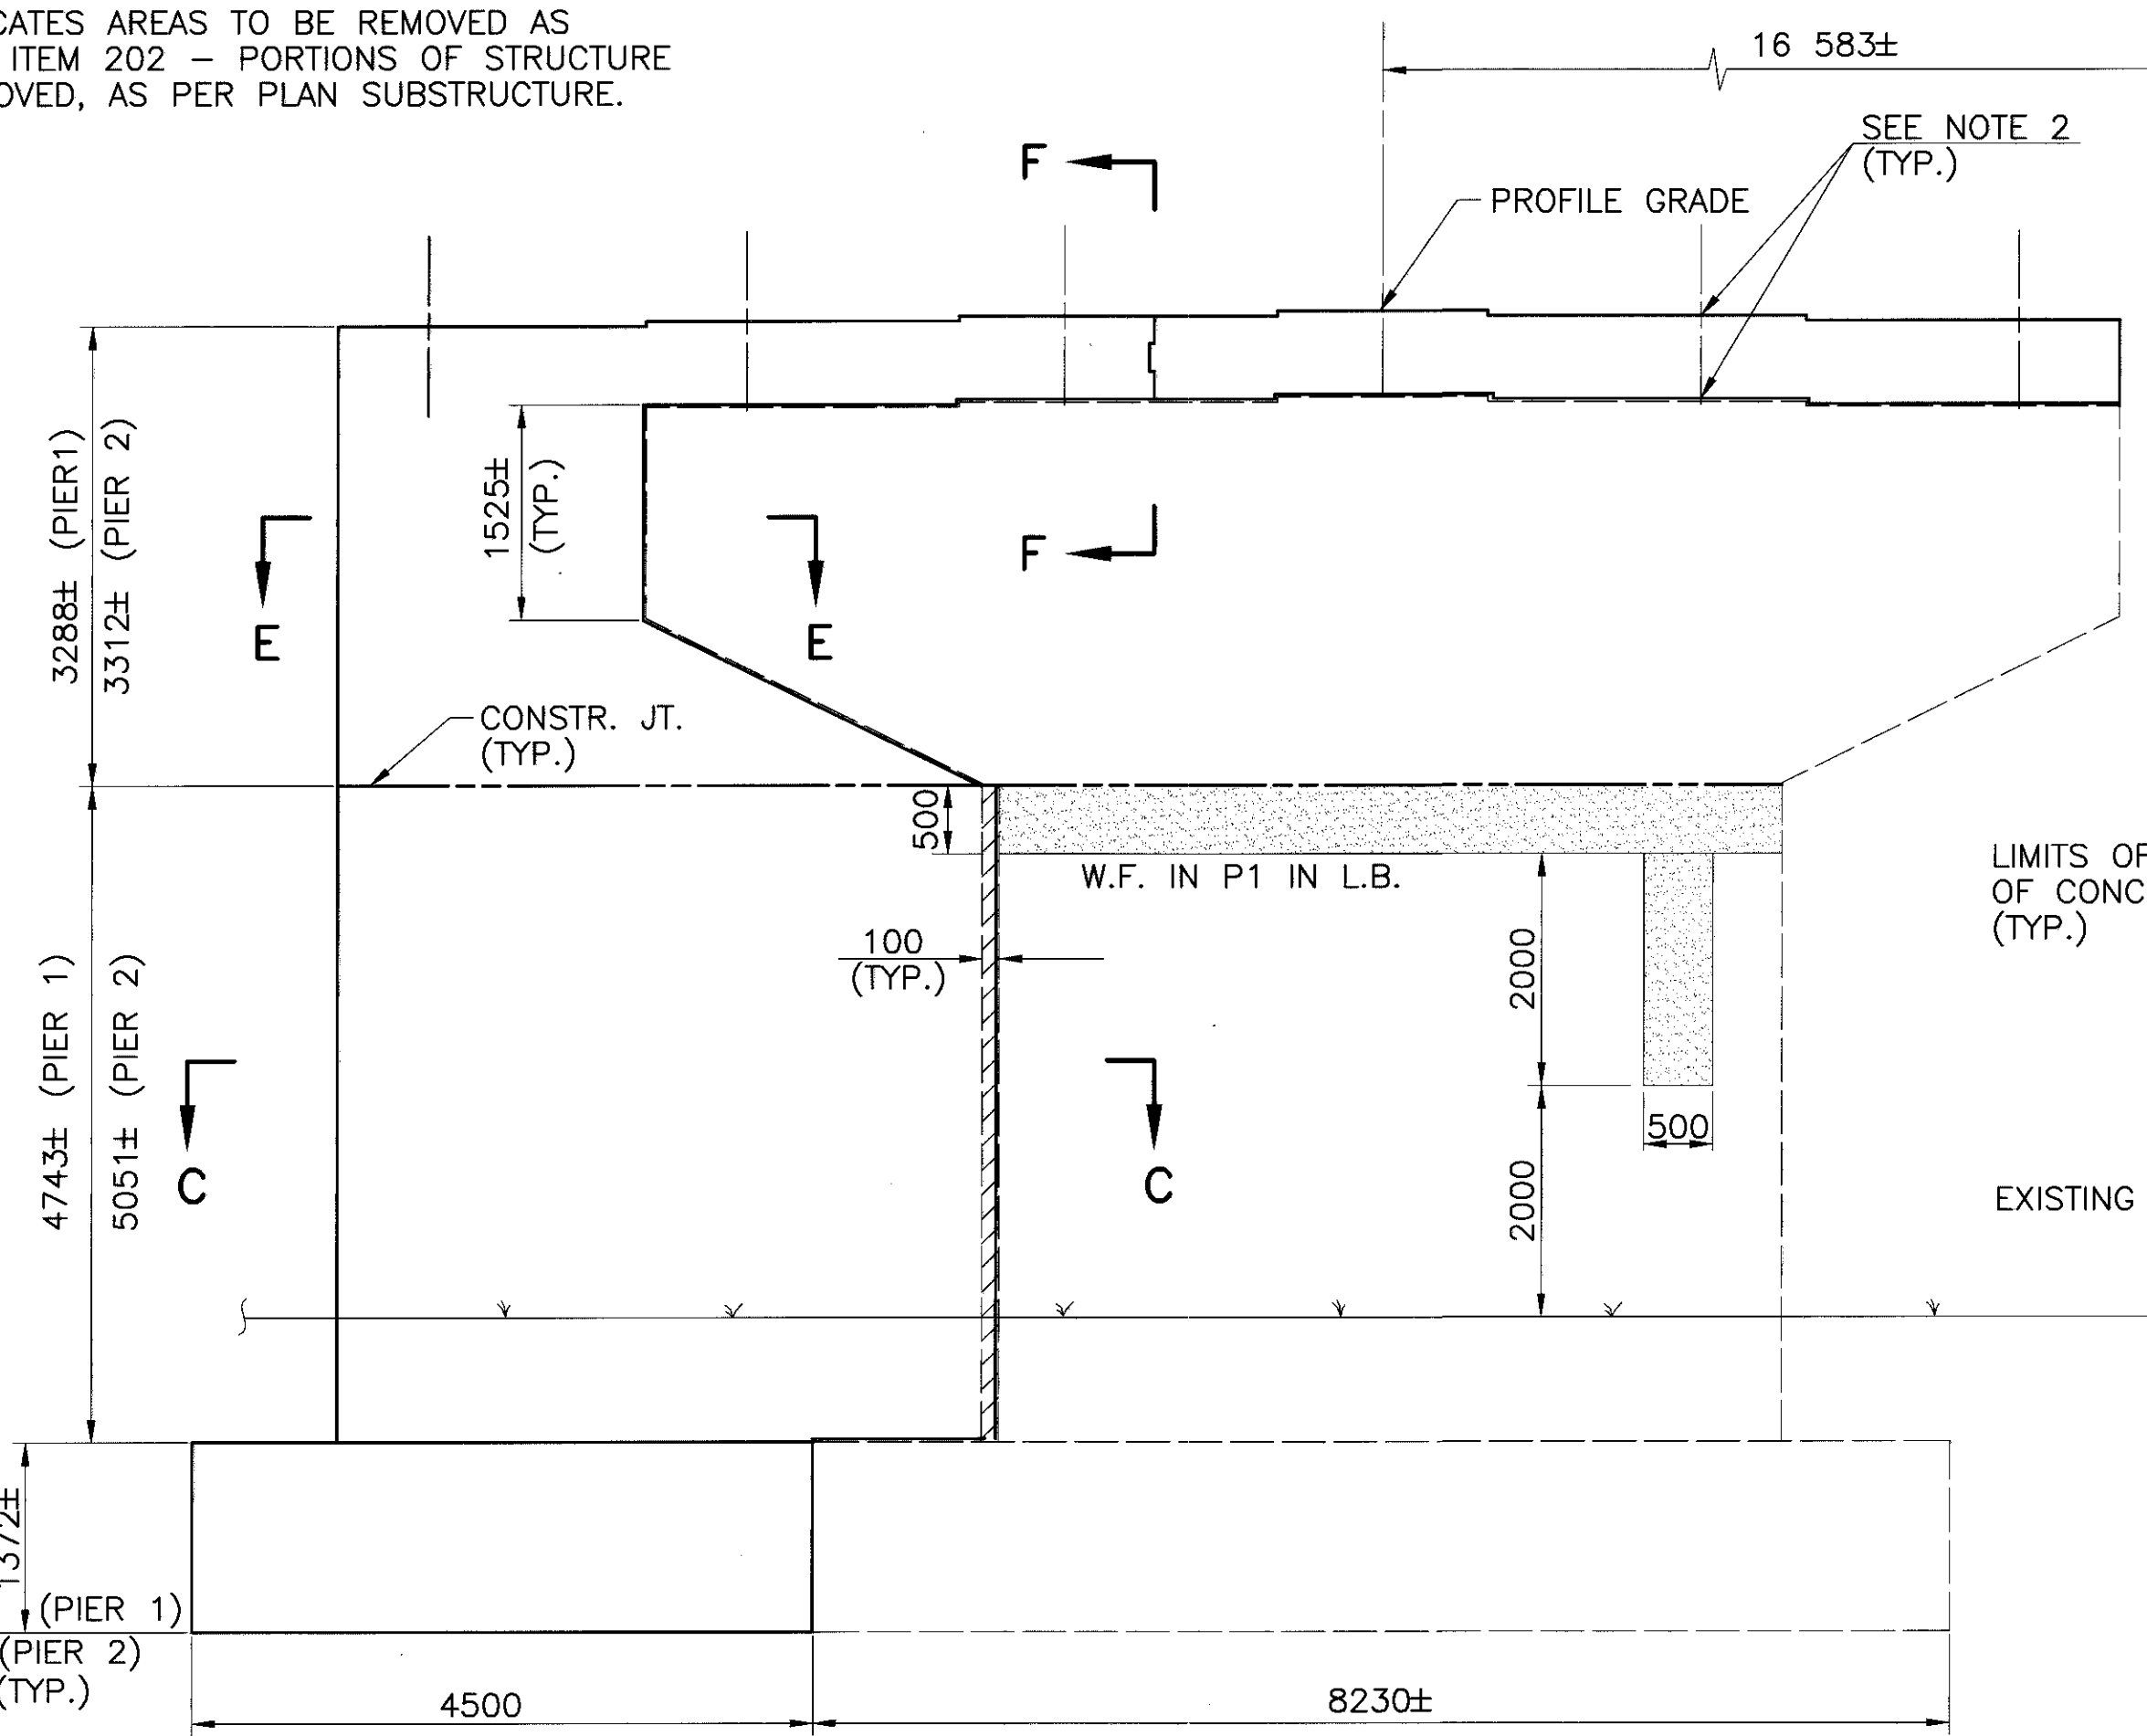 ITEM 202 – PORTIONS OF STRUCTURE
AREAS TO BE REMOVED AS
PER PLAN SUBSTRUCTURE.
16 583±
SEE NOTE 2
(TYP.)
F
PROFILE GRADE
3288± (PIER1)
3312± (PIER 2)
1525±
(TYP.)
E
E
F
CONSTR. JT.
(TYP.)
500
W.F. IN P1 IN L.B.
LIMITS OF
OF CONC
(TYP.)
100
(TYP.)
2000
4743± (PIER 1)
5051± (PIER 2)
C
C
500
2000
EXISTING
1372±
(PIER 1)
(PIER 2)
(TYP.)
4500
8230±